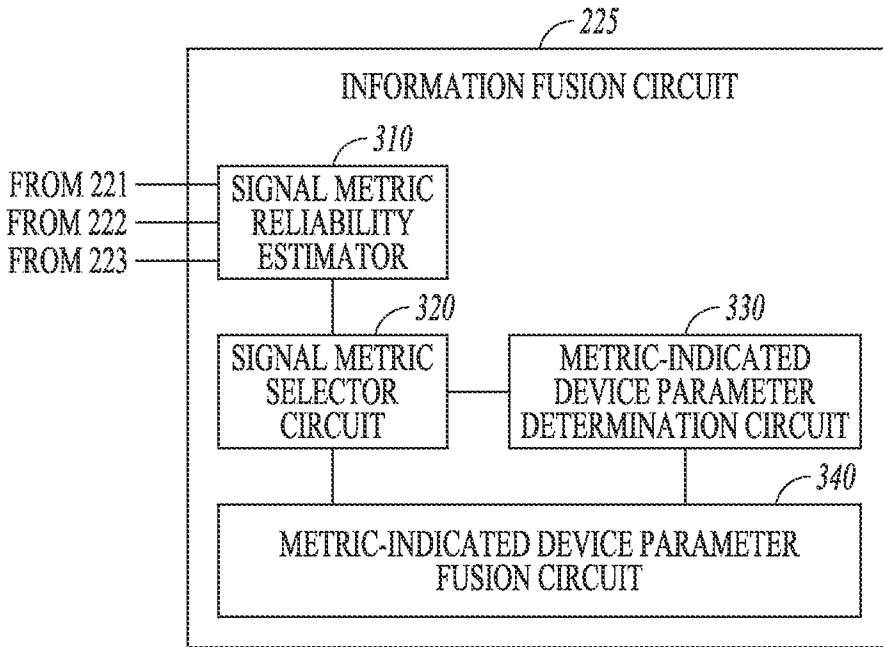 225
INFORMATION FUSION CIRCUIT
310
FROM 221
FROM 222
FROM 223
SIGNAL METRIC
RELIABILITY
ESTIMATOR
320
SIGNAL METRIC
SELECTOR
CIRCUIT
330
METRIC-INDICATED
DEVICE PARAMETER
DETERMINATION CIRCUIT
340
METRIC-INDICATED DEVICE PARAMETER
FUSION CIRCUIT